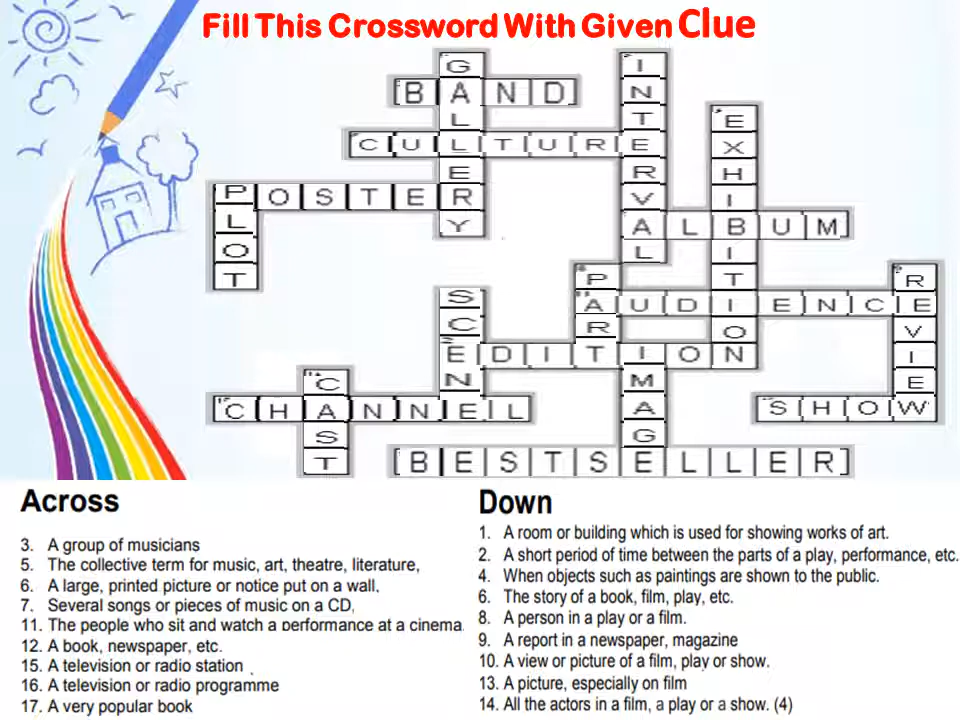 Fill This Crossword With Given Clue
GALLERY
INTERVAL
BAND
EXHIBITION
CULTURE
POSTER
PLOT
ALBUM
PART
REVIEW
AUDIENCE
SCENE
EDITION
IMAGE
CAST
CHANNEL
SHOW
BESTSELLER
Across
3. A group of musicians
5. The collective term for music, art, theatre, literature,
6. A large, printed picture or notice put on a wall.
7. Several songs or pieces of music on a CD,
11. The people who sit and watch a performance at a cinema
12. A book, newspaper, etc.
15. A television or radio station
16. A television or radio programme
17. A very popular book
Down
1. A room or building which is used for showing works of art.
2. A short period of time between the parts of a play, performance, etc.
4. When objects such as paintings are shown to the public.
6. The story of a book, film, play, etc.
8. A person in a play or a film.
9. A report in a newspaper, magazine
10. A view or picture of a film, play or show.
13. A picture, especially on film
14. All the actors in a film, a play or a show. (4)